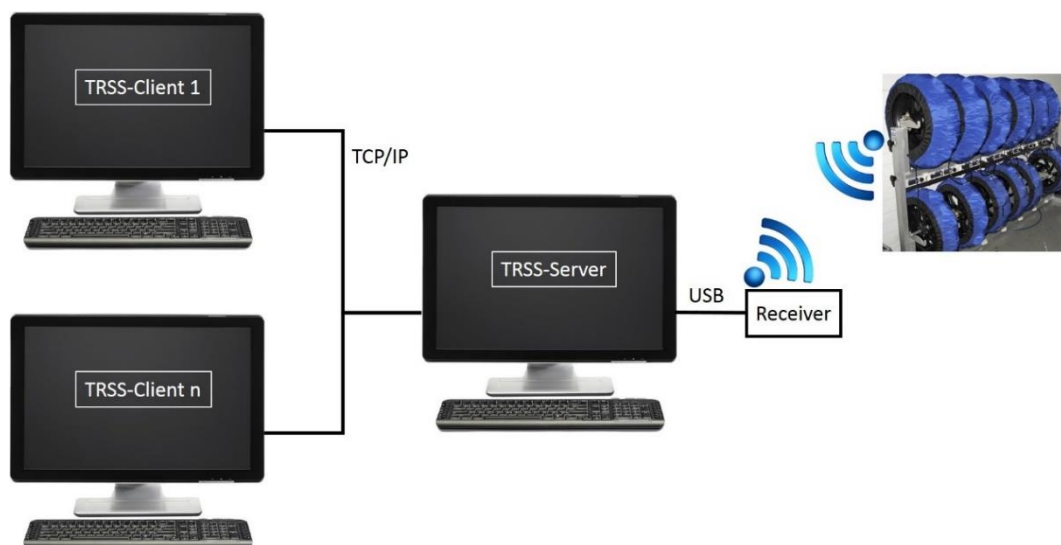 TRSS-Client 1
TCP/IP
TRSS-Server
USB
Receiver
TRSS-Client n